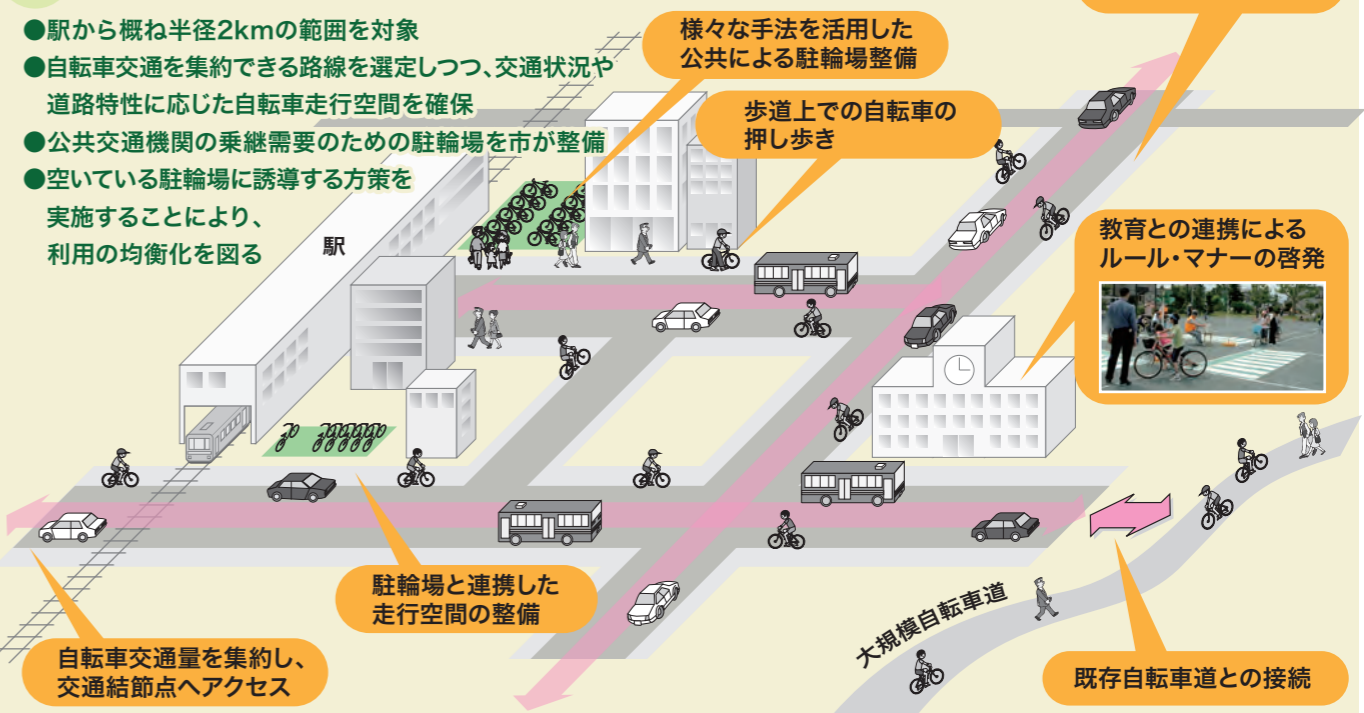 ●駅から概ね半径2kmの範囲を対象
●自転車交通を集約できる路線を選定しつつ、交通状況や
道路特性に応じた自転車走行空間を確保
●公共交通機関の乗継需要のための駐輪場を市が整備
●空いている駐輪場に誘導する方策を
実施することにより、
利用の均衡化を図る
様々な手法を活用した
公共による駐輪場整備
歩道上での自転車の
押し歩き
駅
教育との連携による
ルール・マナーの啓発
駐輪場と連携した
走行空間の整備
自転車交通量を集約し、
交通結節点へアクセス
大規模自転車道
既存自転車道との接続